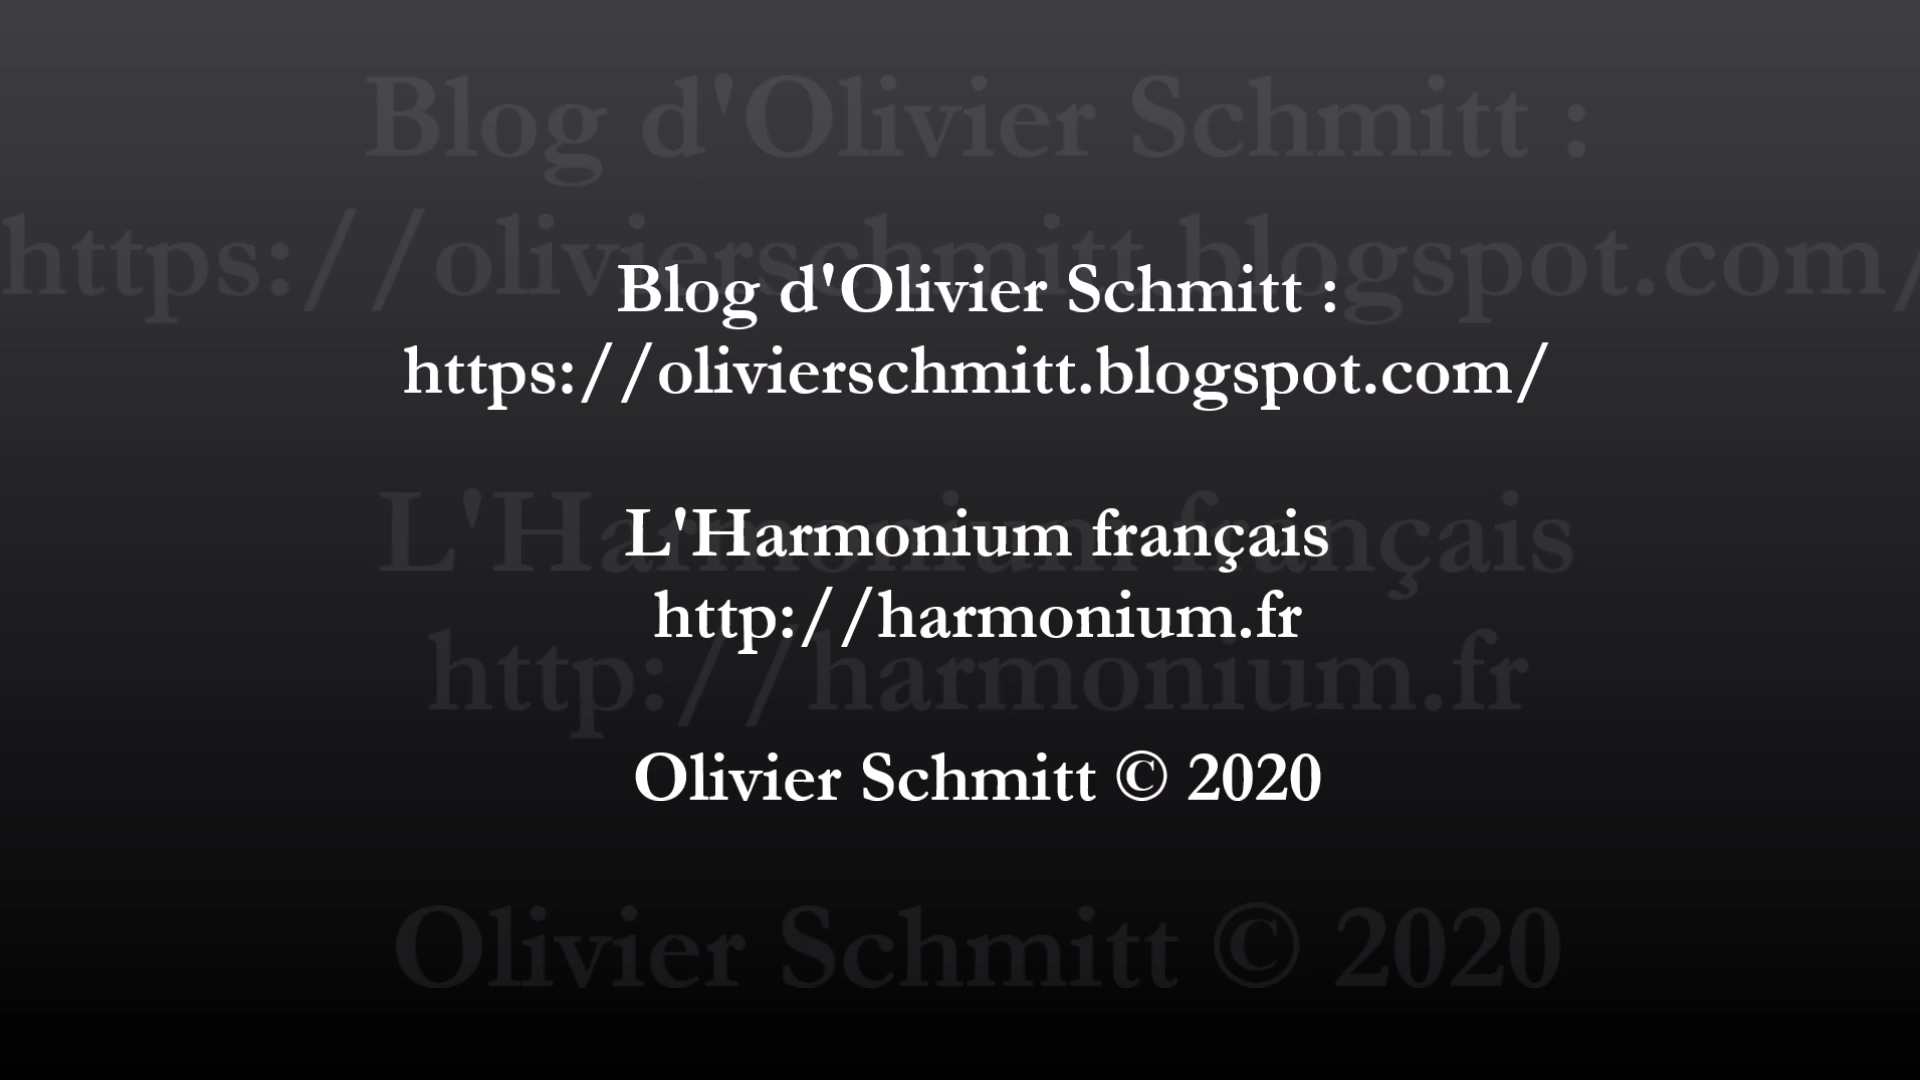 Blog d'Olivier Schmitt :
https://olivierschmitt.blogspot.com/
L'Harmonium français
http://harmonium.fr
Olivier Schmitt © 2020